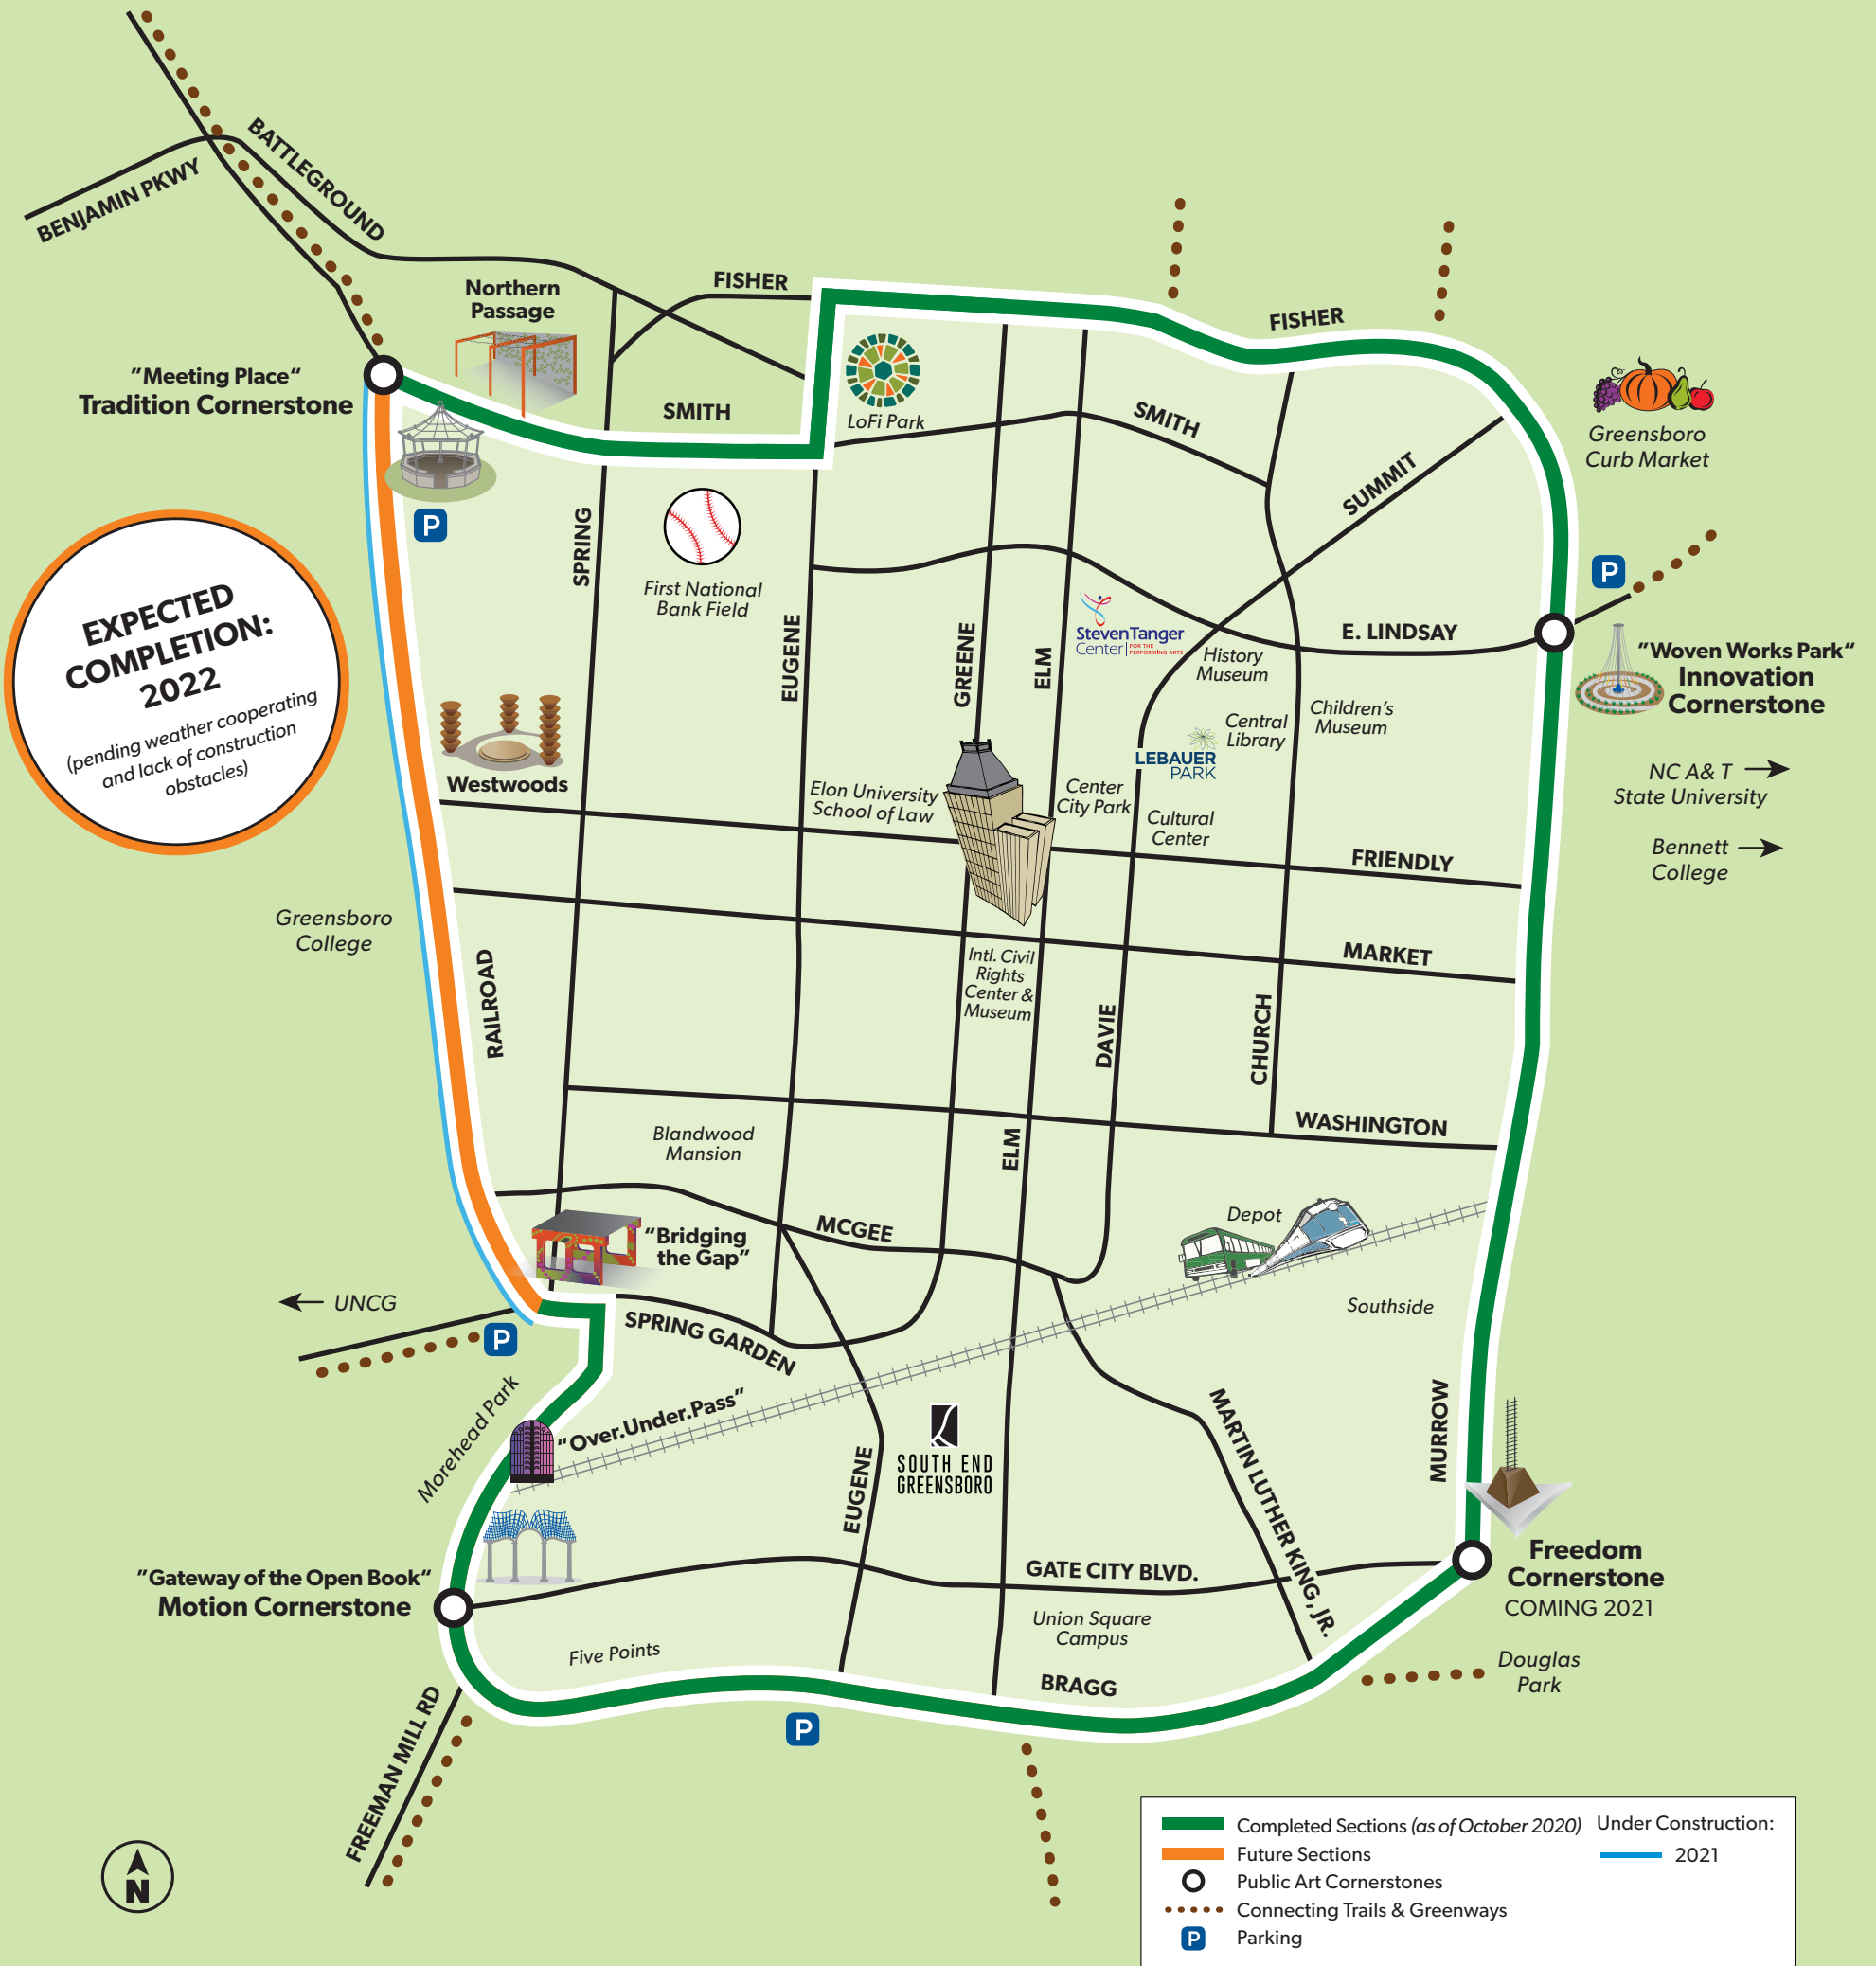 BATTLEGROUND
BENJAMIN PKWY
Northern
Passage
FISHER
FISHER
"Meeting Place"
Tradition Cornerstone
SMITH
LoFi Park
SMITH
Greensboro
Curb Market
SUMMIT
P
SPRING
First National
Bank Field
P
EXPECTED
COMPLETION:
2022
(pending weather cooperating
and lack of construction
obstacles)
EUGENE
GREENE
ELM
Steven Tanger
Center FOR THE
PERFORMING ARTS
E. LINDSAY
History
Museum
"Woven Works Park"
Innovation
Cornerstone
Central
Library
Children's
Museum
LEBAUER
PARK
Westwoods
Elon University
School of Law
Center
City Park
Cultural
Center
NC A& T
State University
FRIENDLY
Bennett
College
Greensboro
College
MARKET
RAILROAD
Intl. Civil
Rights
Center &
Museum
DAVIE
CHURCH
WASHINGTON
Blandwood
Mansion
ELM
MCGEE
"Bridging
the Gap"
Depot
UNCG
P
SPRING GARDEN
Southside
Morehead Park
"Over.Under.Pass"
SOUTH END
GREENSBORO
EUGENE
MARTIN LUTHER KING, JR.
MURROW
"Gateway of the Open Book"
Motion Cornerstone
GATE CITY BLVD.
Freedom
Cornerstone
COMING 2021
Union Square
Campus
Five Points
BRAGG
Douglas
Park
P
FREEMAN MILL RD
N
Completed Sections (as of October 2020)
Future Sections
Public Art Cornerstones
Connecting Trails & Greenways
P Parking
Under Construction:
2021